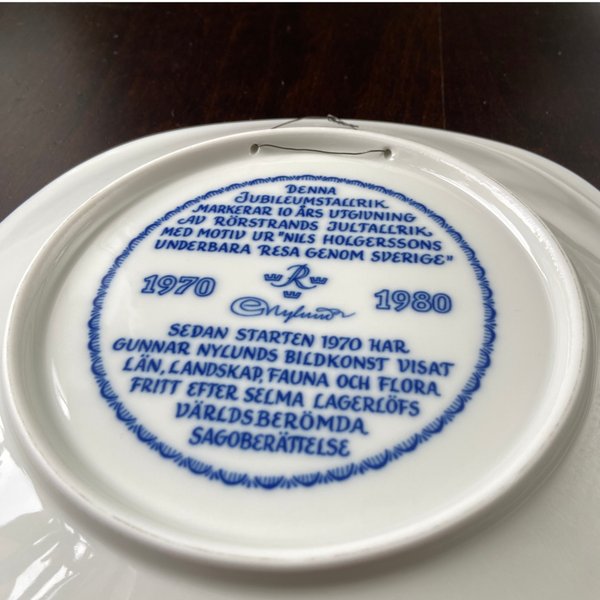 DENNA
JUBILEUMSTALLRIK
MARKERAR 10 ÅRS UTGIVNING
AV RÖRSTRANDS JULTALLRIK
MED MOTIV UR "NILS HOLGERSSONS
UNDERBARA RESA GENOM SVERIGE"
R
1970 1980
GNylund
SEDAN STARTEN 1970 HAR
GUNNAR NYLUNDS BILDKONST VISAT
LÄN, LANDSKAP, FAUNA OCH FLORA
FRITT EFTER SELMA LAGERLÖFS
VÄRLDSBERÖMDA
SAGOBERÄTTELSE